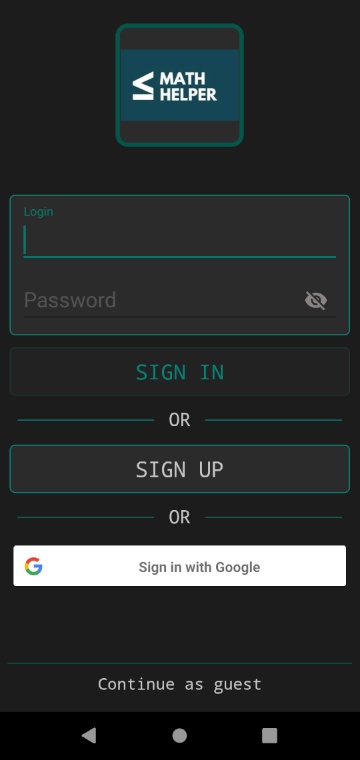 MATH
HELPER
Login
Password
SIGN IN
OR
SIGN UP
OR
Sign in with Google
Continue as guest